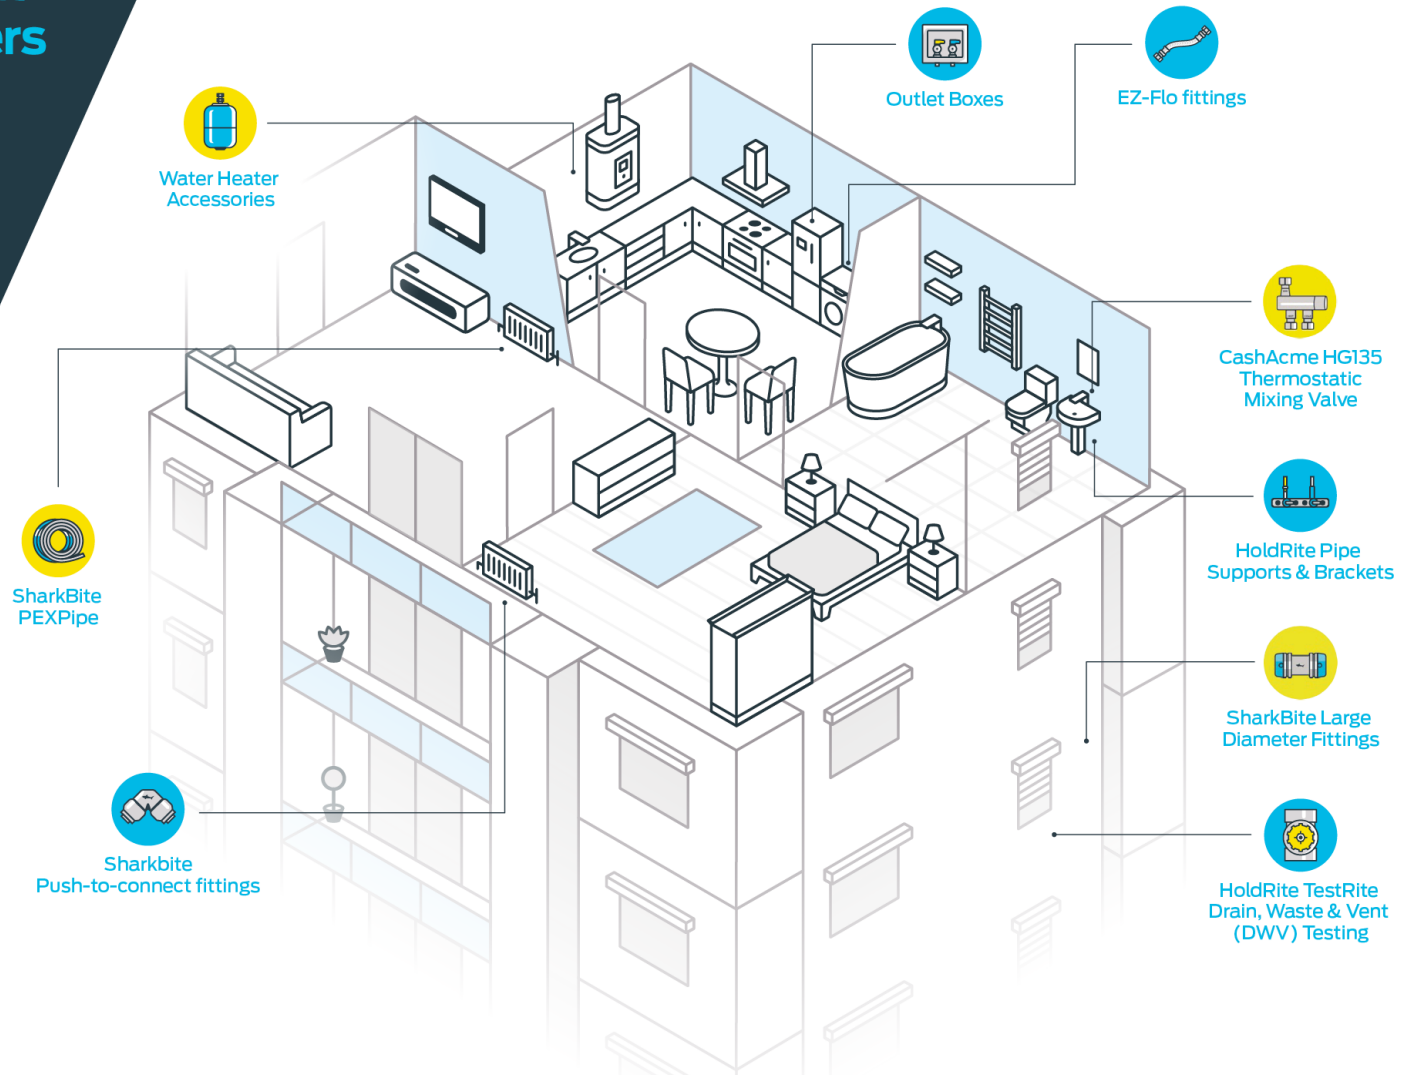 ers
Outlet Boxes
EZ-Flo fittings
Water Heater
Accessories
CashAcme HG135
Thermostatic
Mixing Valve
HoldRite Pipe
Supports & Brackets
SharkBite
PEXPipe
SharkBite Large
Diameter Fittings
Sharkbite
Push-to-connect fittings
HoldRite TestRite
Drain, Waste & Vent
(DWV) Testing